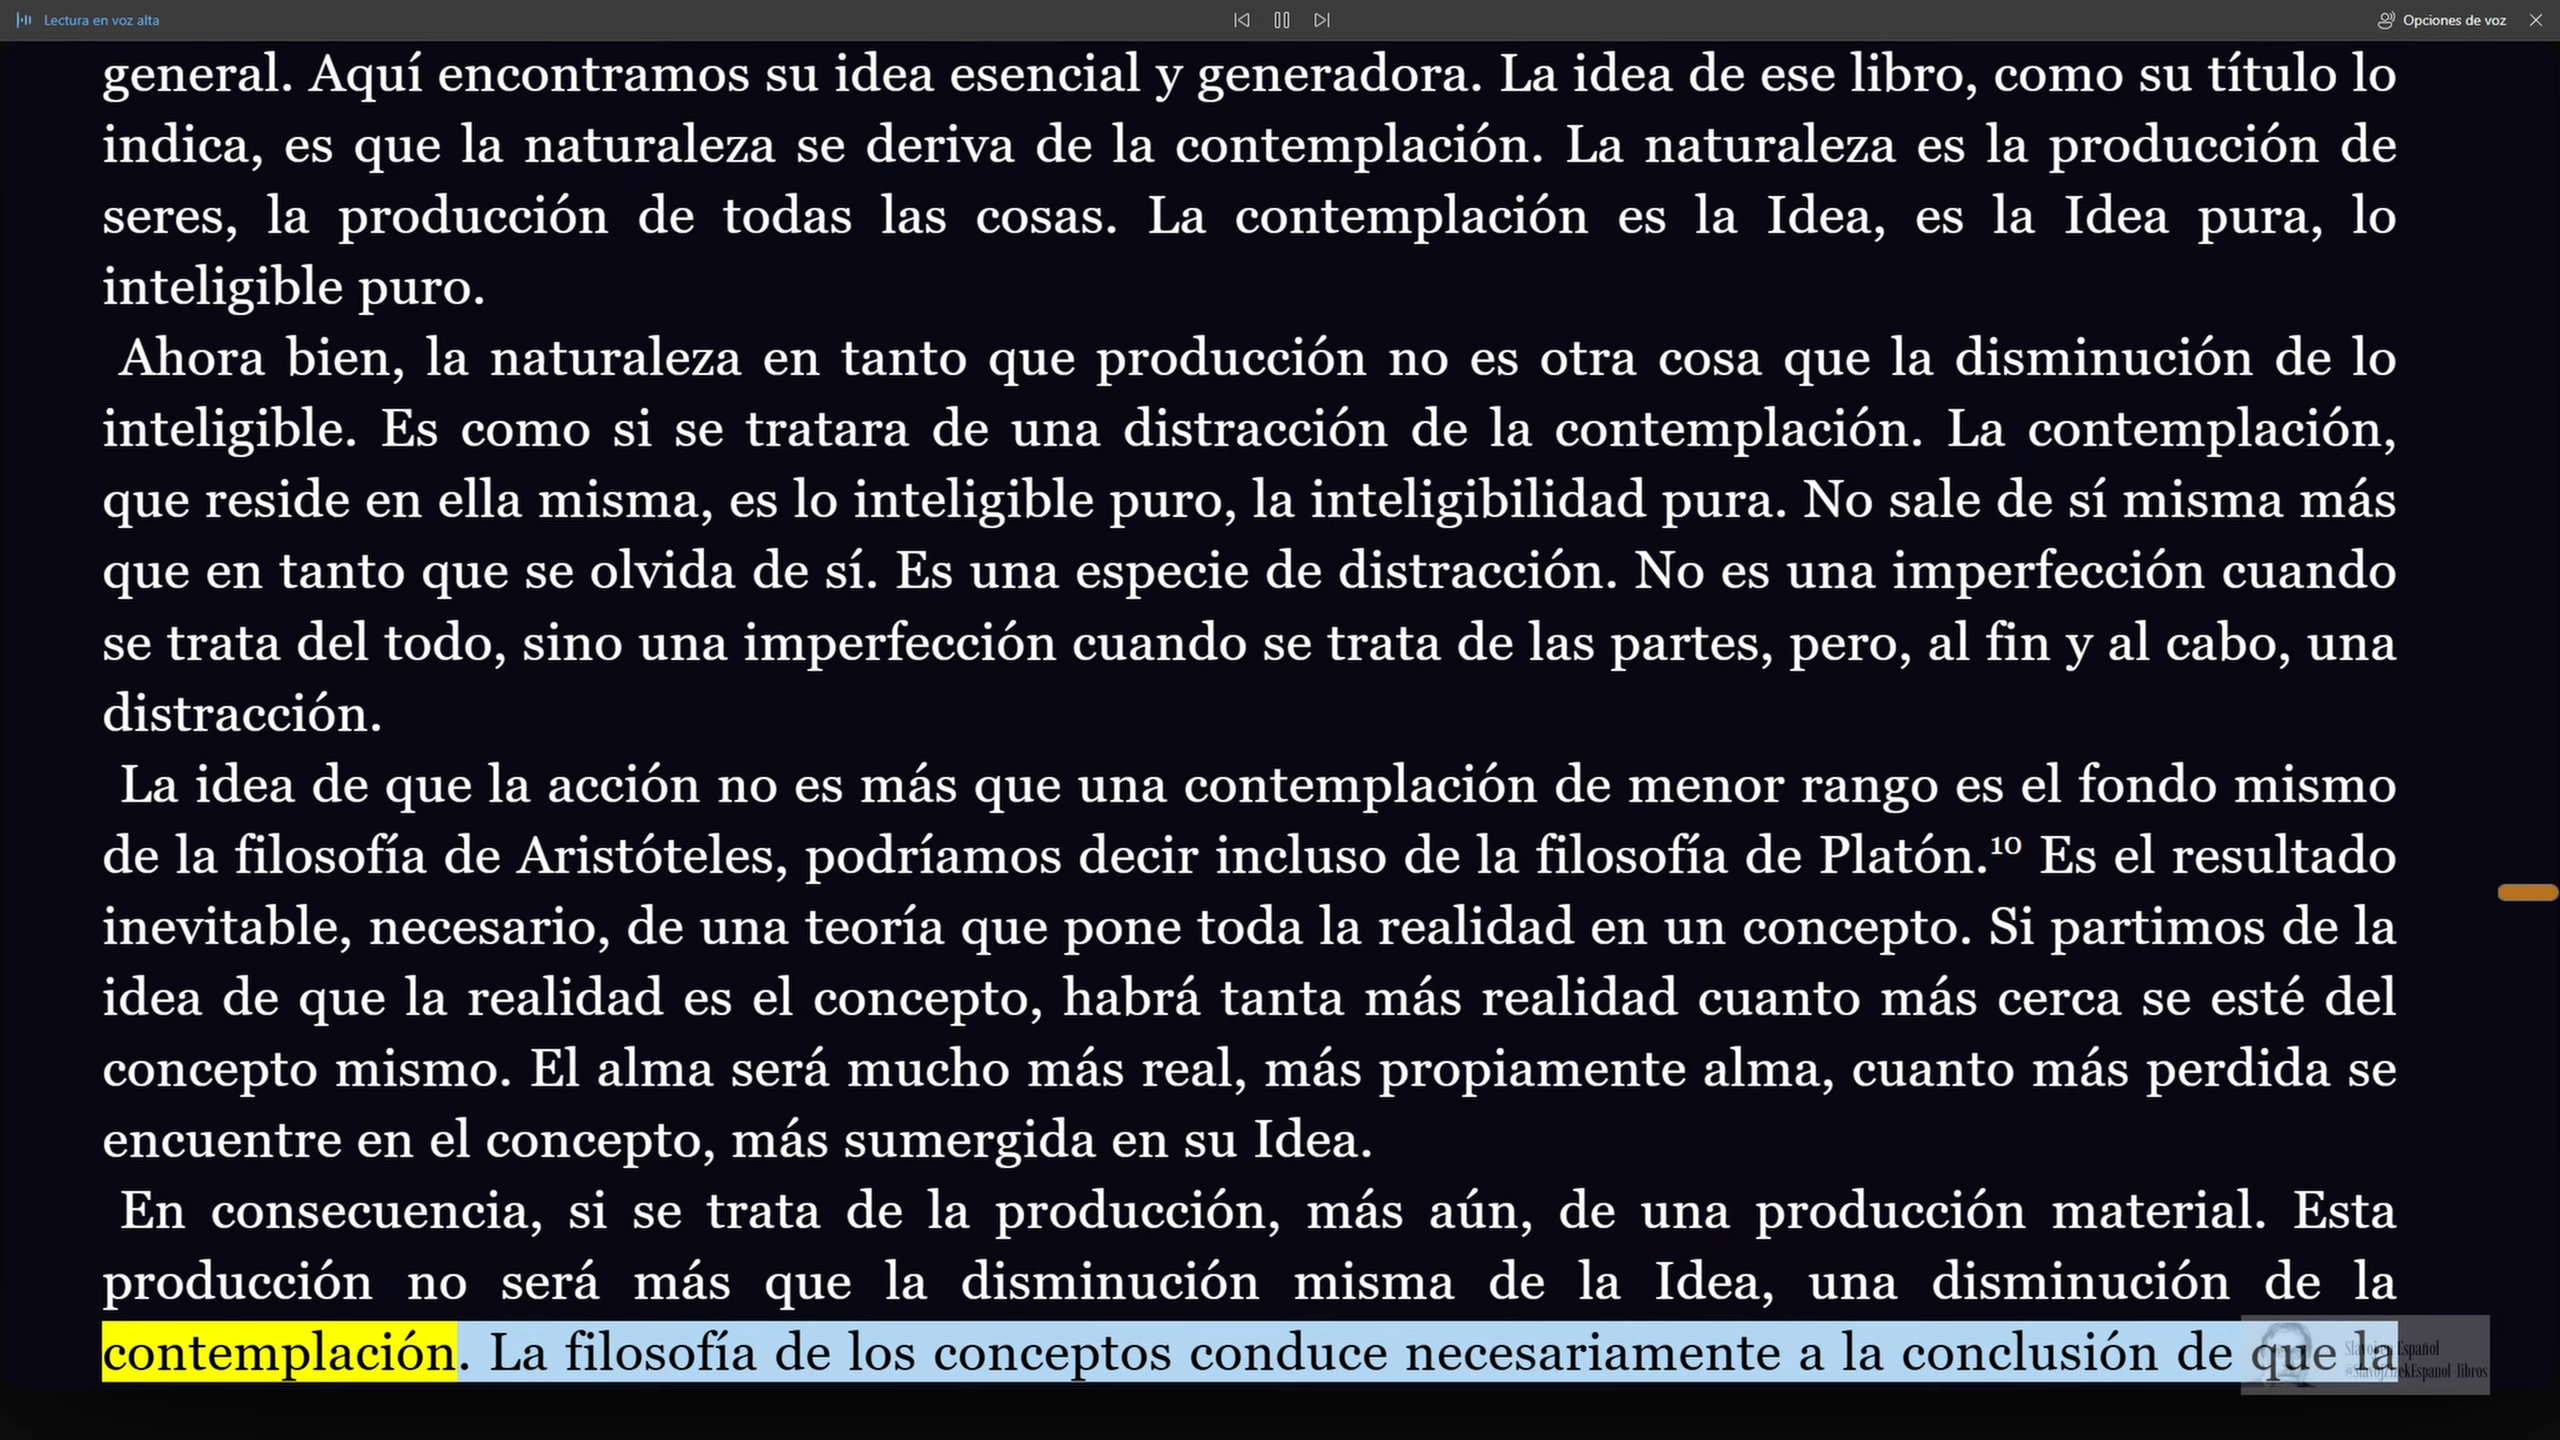 Lectura en voz alta
Opciones de voz
general. Aquí encontramos su idea esencial y generadora. La idea de ese libro, como su título lo
indica, es que la naturaleza se deriva de la contemplación. La naturaleza es la producción de
seres, la producción de todas las cosas. La contemplación es la Idea, es la Idea pura, lo
inteligible puro.
Ahora bien, la naturaleza en tanto que producción no es otra cosa que la disminución de lo
inteligible. Es como si se tratara de una distracción de la contemplación. La contemplación,
que reside en ella misma, es lo inteligible puro, la inteligibilidad pura. No sale de sí misma más
que en tanto que se olvida de sí. Es una especie de distracción. No es una imperfección cuando
se trata del todo, sino una imperfección cuando se trata de las partes, pero, al fin y al cabo, una
distracción.
La idea de que la acción no es más que una contemplación de menor rango es el fondo mismo
de la filosofía de Aristóteles, podríamos decir incluso de la filosofía de Platón.¹⁰ Es el resultado
inevitable, necesario, de una teoría que pone toda la realidad en un concepto. Si partimos de la
idea de que la realidad es el concepto, habrá tanta más realidad cuanto más cerca se esté del
concepto mismo. El alma será mucho más real, más propiamente alma, cuanto más perdida se
encuentre en el concepto, más sumergida en su Idea.
En consecuencia, si se trata de la producción, más aún, de una producción material. Esta
producción no será más que la disminución misma de la Idea, una disminución de la
contemplación. La filosofía de los conceptos conduce necesariamente a la conclusión de que la
Español